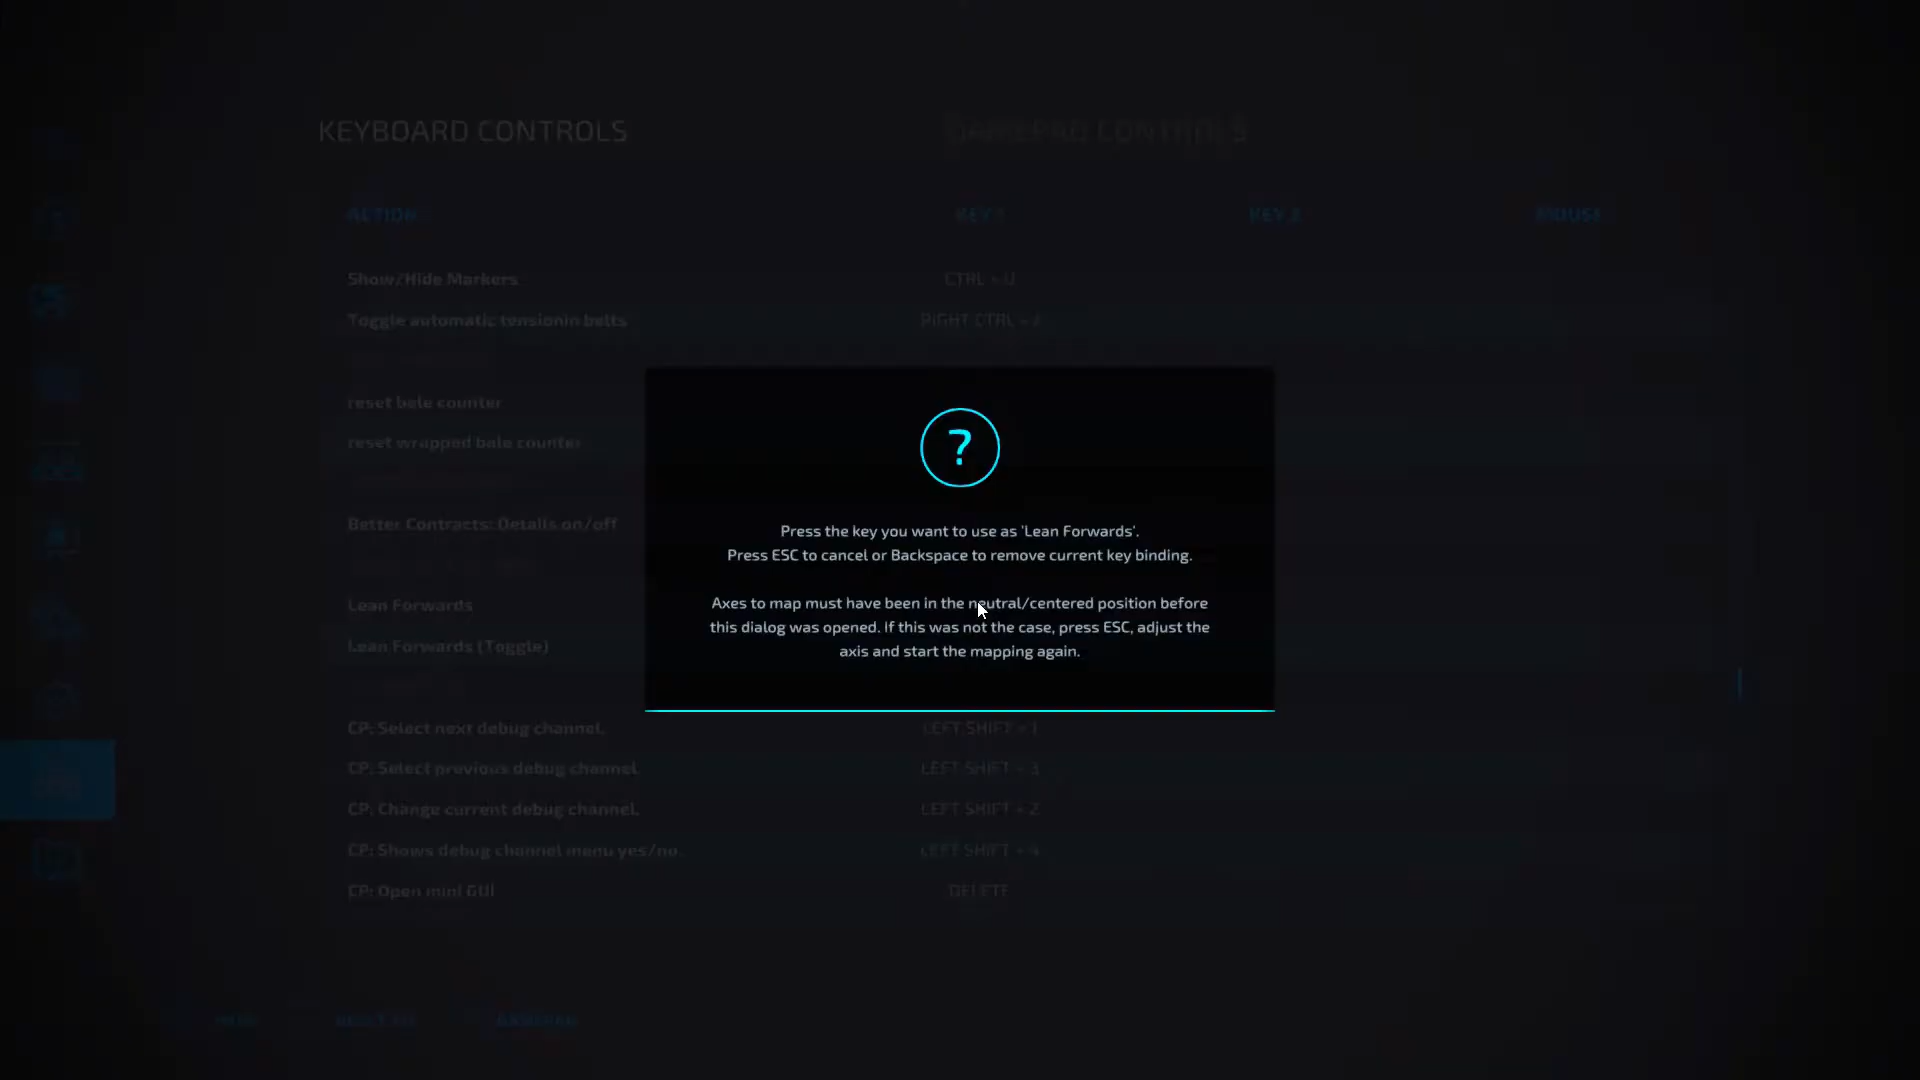 KEYBOARD CONTROLS
GAMEPAD CONTROLS
ACTION KEY 1 KEY 2 MOUSE
Show/Hide Markers CTRL + U
Toggle automatic tensionin belts RIGHT CTRL +
reset bale counter
reset wrapped bale counter
Better Contracts: Details on/off
Lean Forwards
Lean Forwards (Toggle)
?
Press the key you want to use as 'Lean Forwards'.
Press ESC to cancel or Backspace to remove current key binding.
Axes to map must have been in the neutral/centered position before
this dialog was opened. If this was not the case, press ESC, adjust the
axis and start the mapping again.
CP: Select next debug channel. LEFT SHIFT + 1
CP: Select previous debug channel. LEFT SHIFT + 3
CP: Change current debug channel. LEFT SHIFT + 2
CP: Shows debug channel menu yes/no. LEFT SHIFT + 4
CP: Open mini GUI DELETE